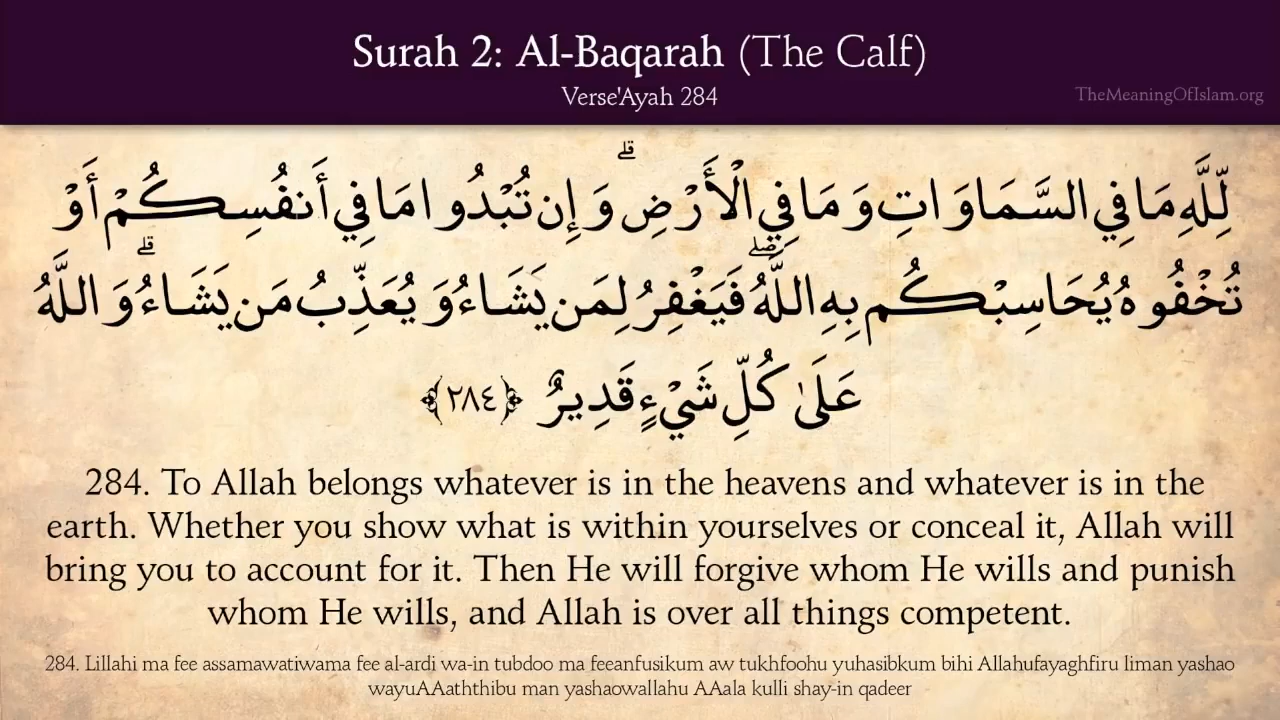 Surah 2: Al-Baqarah (The Calf)
Verse'Ayah 284
TheMeaningOfIslam.org
لِّلَّهِ مَا فِي السَّمَاوَاتِ وَمَا فِي الْأَرْضِ ۗ وَإِن تُبْدُوا مَا فِي أَنفُسِكُمْ أَوْ
تُخْفُوهُ يُحَاسِبْكُم بِهِ اللَّهُ ۖ فَيَغْفِرُ لِمَن يَشَاءُ وَيُعَذِّبُ مَن يَشَاءُ ۗ وَاللَّهُ
عَلَىٰ كُلِّ شَيْءٍ قَدِيرٌ ﴿٢٨٤﴾
284. To Allah belongs whatever is in the heavens and whatever is in the
earth. Whether you show what is within yourselves or conceal it, Allah will
bring you to account for it. Then He will forgive whom He wills and punish
whom He wills, and Allah is over all things competent.
284. Lillahi ma fee assamawatiwama fee al-ardi wa-in tubdoo ma feeanfusikum aw tukhfoohu yuhasibkum bihi Allahufayaghfiru liman yashao
wayuAAaththibu man yashaowallahu AAala kulli shay-in qadeer